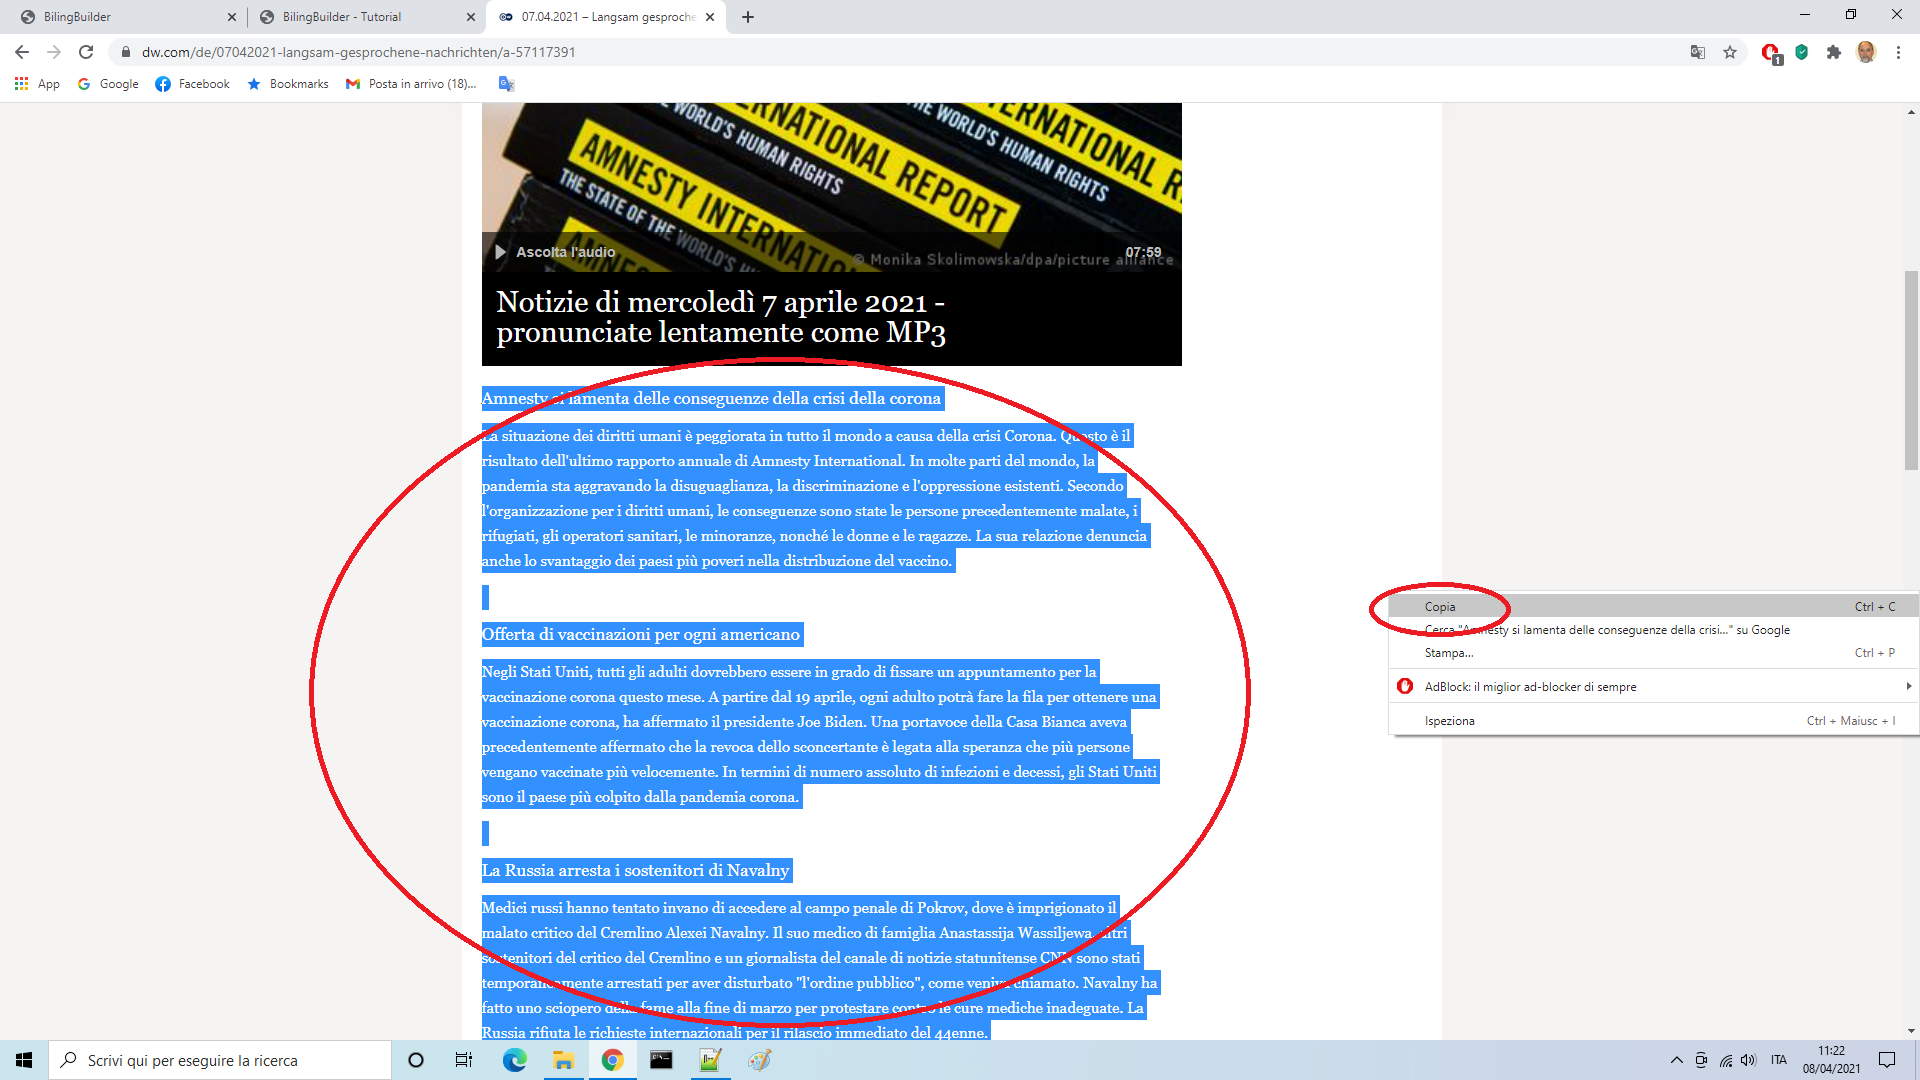 BilingBuilder
BilingBuilder - Tutorial
07.04.2021 – Langsam gesproche
dw.com/de/07042021-langsam-gesprochene-nachrichten/a-57117391
1
App
Google
Facebook
Bookmarks
Posta in arrivo (18)...
AMNESTY INTERNATIONAL REPORT
THE STATE OF THE WORLD'S HUMAN RIGHTS
Ascolta l'audio
07:59
© Monika Skolimowska/dpa/picture alliance
Notizie di mercoledì 7 aprile 2021 -
pronunciate lentamente come MP3
Amnesty si lamenta delle conseguenze della crisi della corona
La situazione dei diritti umani è peggiorata in tutto il mondo a causa della crisi Corona. Questo è il
risultato dell'ultimo rapporto annuale di Amnesty International. In molte parti del mondo, la
pandemia sta aggravando la disuguaglianza, la discriminazione e l'oppressione esistenti. Secondo
l'organizzazione per i diritti umani, le conseguenze sono state le persone precedentemente malate, i
rifugiati, gli operatori sanitari, le minoranze, nonché le donne e le ragazze. La sua relazione denuncia
anche lo svantaggio dei paesi più poveri nella distribuzione del vaccino.
Offerta di vaccinazioni per ogni americano
Negli Stati Uniti, tutti gli adulti dovrebbero essere in grado di fissare un appuntamento per la
vaccinazione corona questo mese. A partire dal 19 aprile, ogni adulto potrà fare la fila per ottenere una
vaccinazione corona, ha affermato il presidente Joe Biden. Una portavoce della Casa Bianca aveva
precedentemente affermato che la revoca dello sconcertante è legata alla speranza che più persone
vengano vaccinate più velocemente. In termini di numero assoluto di infezioni e decessi, gli Stati Uniti
sono il paese più colpito dalla pandemia corona.
La Russia arresta i sostenitori di Navalny
Medici russi hanno tentato invano di accedere al campo penale di Pokrov, dove è imprigionato il
malato critico del Cremlino Alexei Navalny. Il suo medico di famiglia Anastassija Wassiljewa, altri
sostenitori del critico del Cremlino e un giornalista del canale di notizie statunitense CNN sono stati
temporaneamente arrestati per aver disturbato "l'ordine pubblico", come veniva chiamato. Navalny ha
fatto uno sciopero della fame alla fine di marzo per protestare contro le cure mediche inadeguate. La
Russia rifiuta le richieste internazionali per il rilascio immediato del 44enne.
Copia Ctrl + C
Cerca "Amnesty si lamenta delle conseguenze della crisi..." su Google
Stampa... Ctrl + P
AdBlock: il miglior ad-blocker di sempre
Ispeziona Ctrl + Maiusc + I
Scrivi qui per eseguire la ricerca
ITA
11:22
08/04/2021